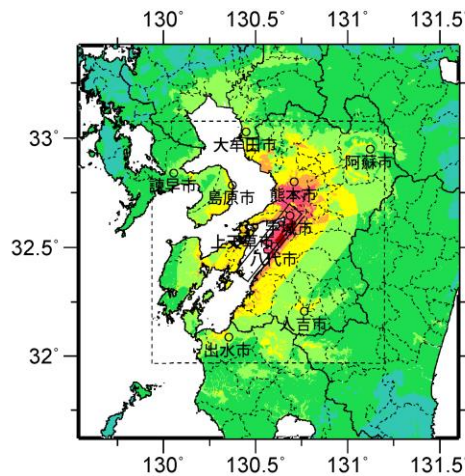 130° 130.5° 131° 131.5°
33°
大牟田市
阿蘇市
諫早市
島原市
熊本市
宇城市
上天草市
32.5°
八代市
人吉市
出水市
32°
130° 130.5° 131° 131.5°